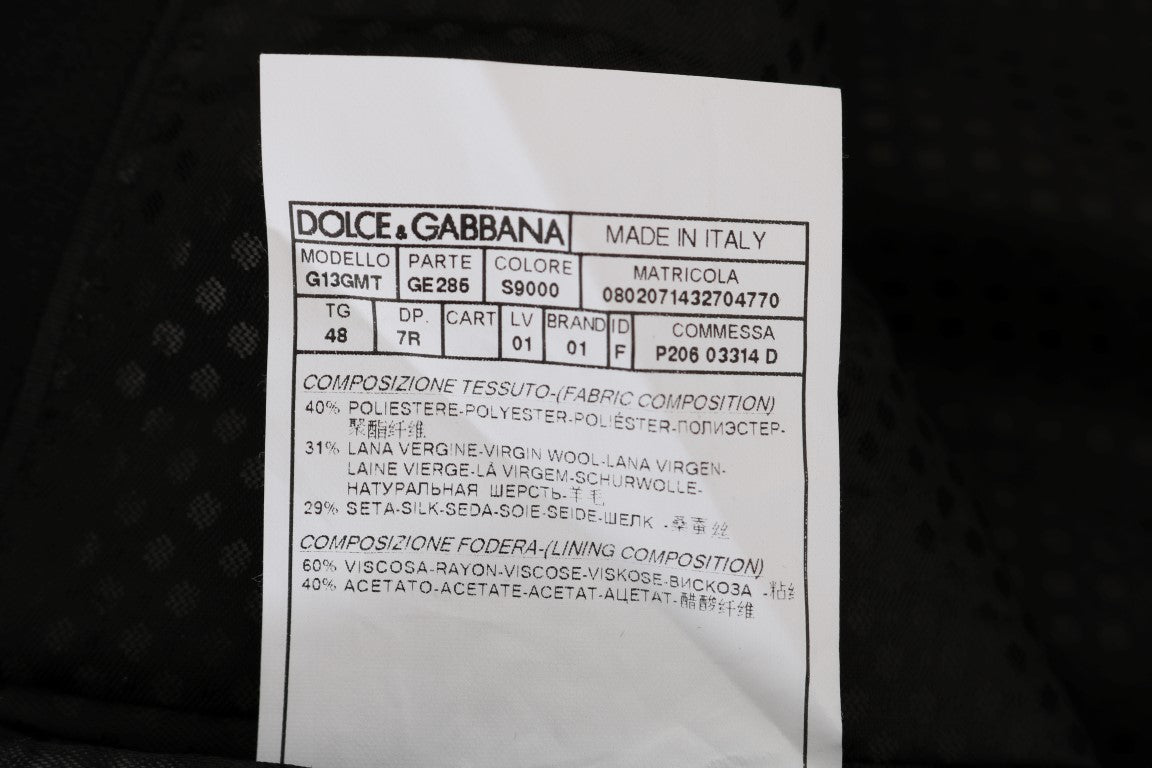 DOLCE & GABBANA MADE IN ITALY
MODELLO PARTE COLORE MATRICOLA
G13GMT GE286 S9000 0802071432704770
TG DP. CART LV BRAND ID COMMESSA
48 7R 01 01 F P206 03314 D
COMPOSIZIONE TESSUTO-(FABRIC COMPOSITION)
40% POLIESTERE-POLYESTER-POLIÉSTER-ПОЛИЭСТЕР-
聚酯纤维
31% LANA VERGINE-VIRGIN WOOL-LANA VIRGEN-
LAINE VIERGE-LÀ VIRGEM-SCHURWOLLE-
НАТУРАЛЬНАЯ ШЕРСТЬ-羊毛
29% SETA-SILK-SEDA-SOIE-SEIDE-ШЕЛК -桑蚕丝
COMPOSIZIONE FODERA-(LINING COMPOSITION)
60% VISCOSA-RAYON-VISCOSE-VISKOSE-ВИСКОЗА -粘
40% ACETATO-ACETATE-ACETAT-АЦЕТАТ-醋酸纤维